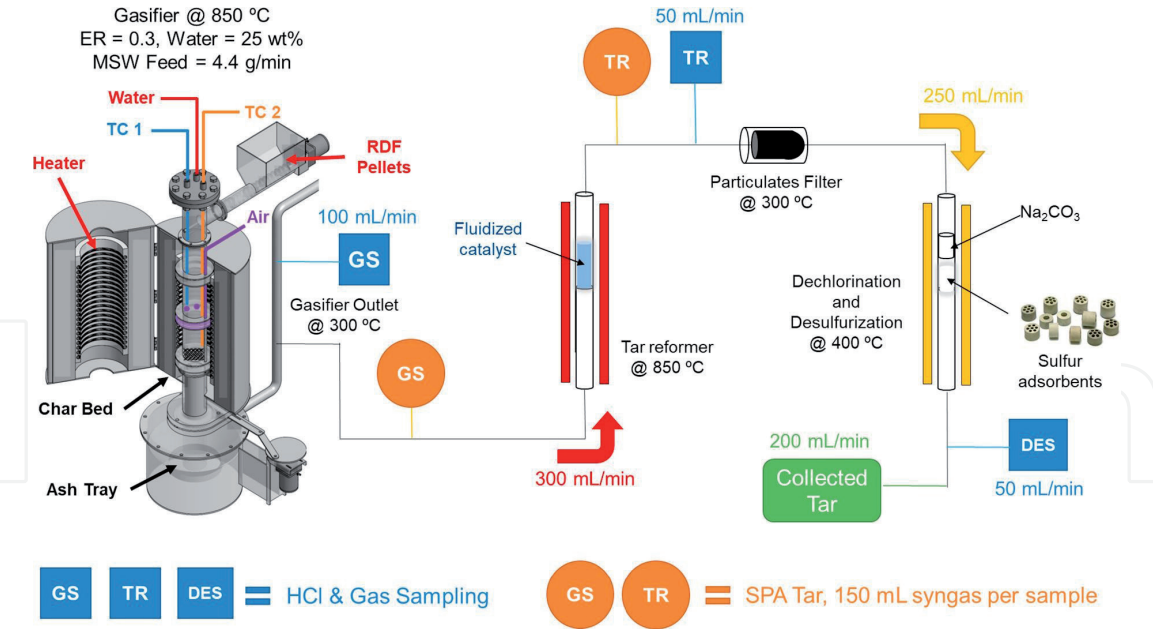 Gasifier @ 850 ºC
ER = 0.3, Water = 25 wt%
MSW Feed = 4.4 g/min
Water
TC 2
TC 1
Heater
RDF
Pellets
Air
100 mL/min
GS
Gasifier Outlet
@ 300 ºC
Char Bed
Ash Tray
GS
300 mL/min
Fluidized
catalyst
Tar reformer
@ 850 ºC
TR
50 mL/min
TR
Particulates Filter
@ 300 ºC
250 mL/min
Na₂CO₃
Dechlorination
and
Desulfurization
@ 400 ºC
Sulfur
adsorbents
200 mL/min
Collected
Tar
DES
50 mL/min
GS TR DES = HCl & Gas Sampling
GS TR = SPA Tar, 150 mL syngas per sample